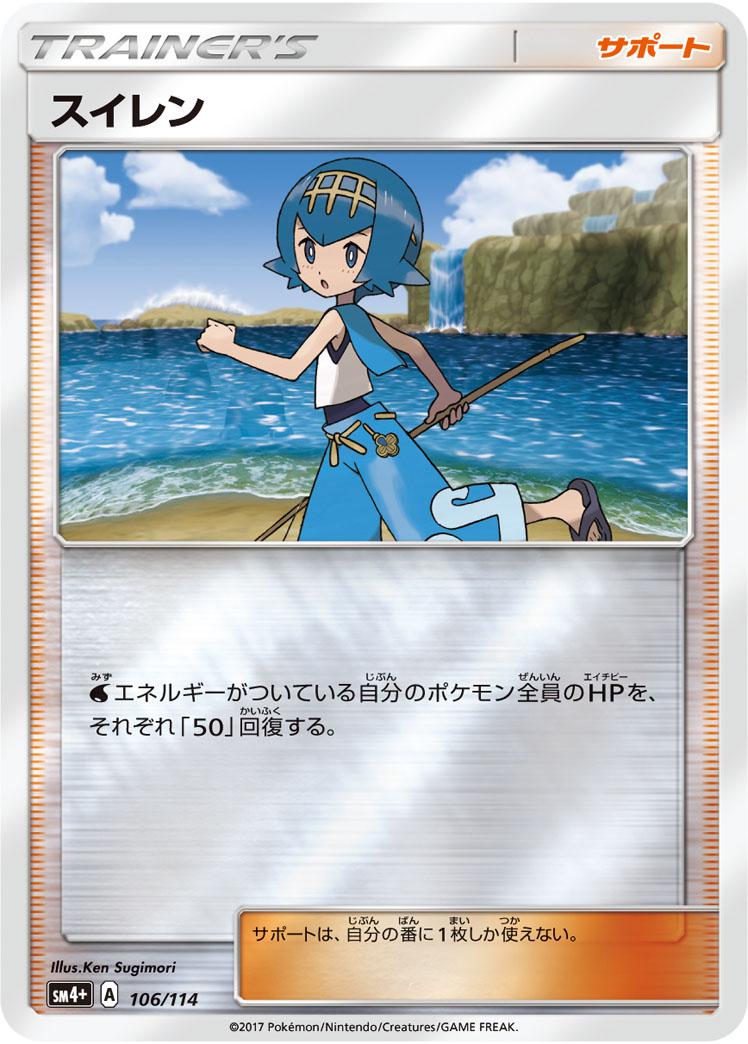 TRAINER'S
サポート
スイレン
みず じぶん ぜんいん エイチピー
エネルギーがついている自分のポケモン全員のHPを、
かいふく
それぞれ「50」回復する。
じぶん ばん まい つか
サポートは、自分の番に1枚しか使えない。
Illus.Ken Sugimori
SM4+ A 106/114
©2017 Pokémon/Nintendo/Creatures/GAME FREAK.